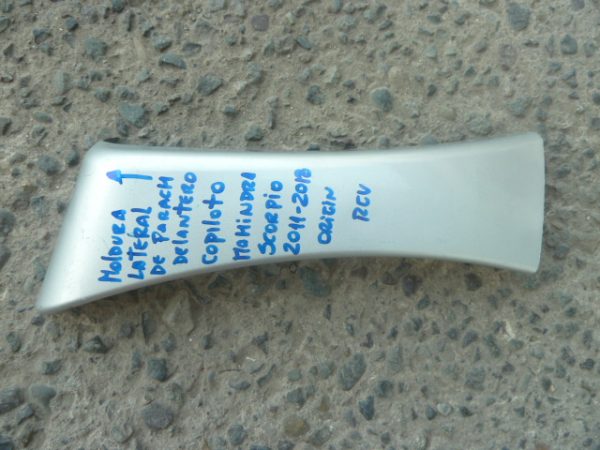 MOLDURA
LATERAL
DE PARACH
DELANTERO
COPILOTO
MAHINDRA
SCORPIO
2011-2018
ORIGIN
RCV